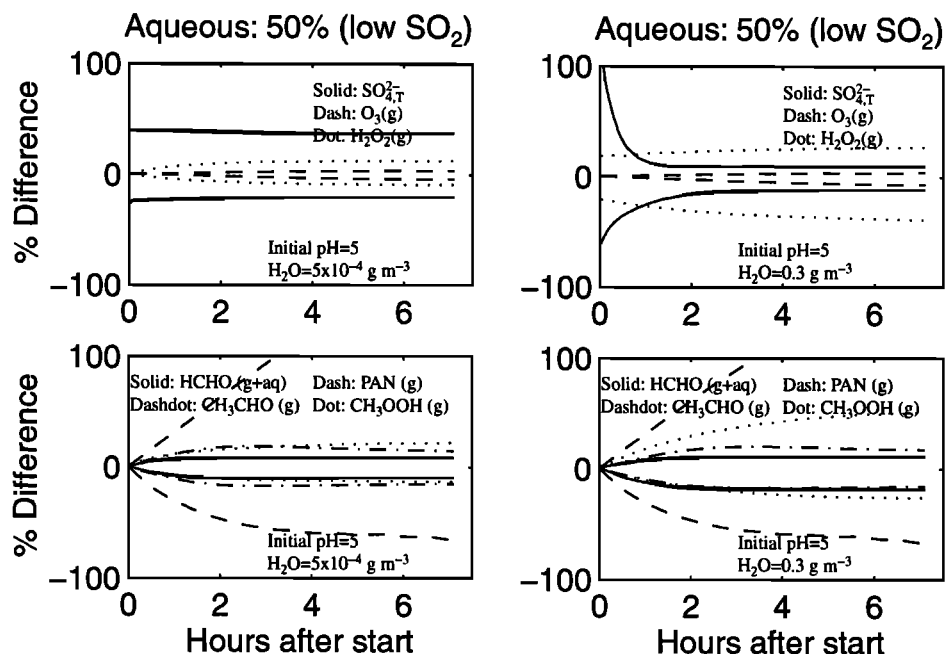 Aqueous: 50% (low SO₂)
Aqueous: 50% (low SO₂)
% Difference
100
0
−100
Solid: SO₄,T²⁻
Dash: O₃(g)
Dot: H₂O₂(g)
Initial pH=5
H₂O=5x10⁻⁴ g m⁻³
0 2 4 6
100
0
−100
Solid: SO₄,T²⁻
Dash: O₃(g)
Dot: H₂O₂(g)
Initial pH=5
H₂O=0.3 g m⁻³
0 2 4 6
% Difference
100
0
−100
Solid: HCHO (g+aq) Dash: PAN (g)
Dashdot: CH₃CHO (g) Dot: CH₃OOH (g)
Initial pH=5
H₂O=5x10⁻⁴ g m⁻³
0 2 4 6
Hours after start
100
0
−100
Solid: HCHO (g+aq) Dash: PAN (g)
Dashdot: CH₃CHO (g) Dot: CH₃OOH (g)
Initial pH=5
H₂O=0.3 g m⁻³
0 2 4 6
Hours after start